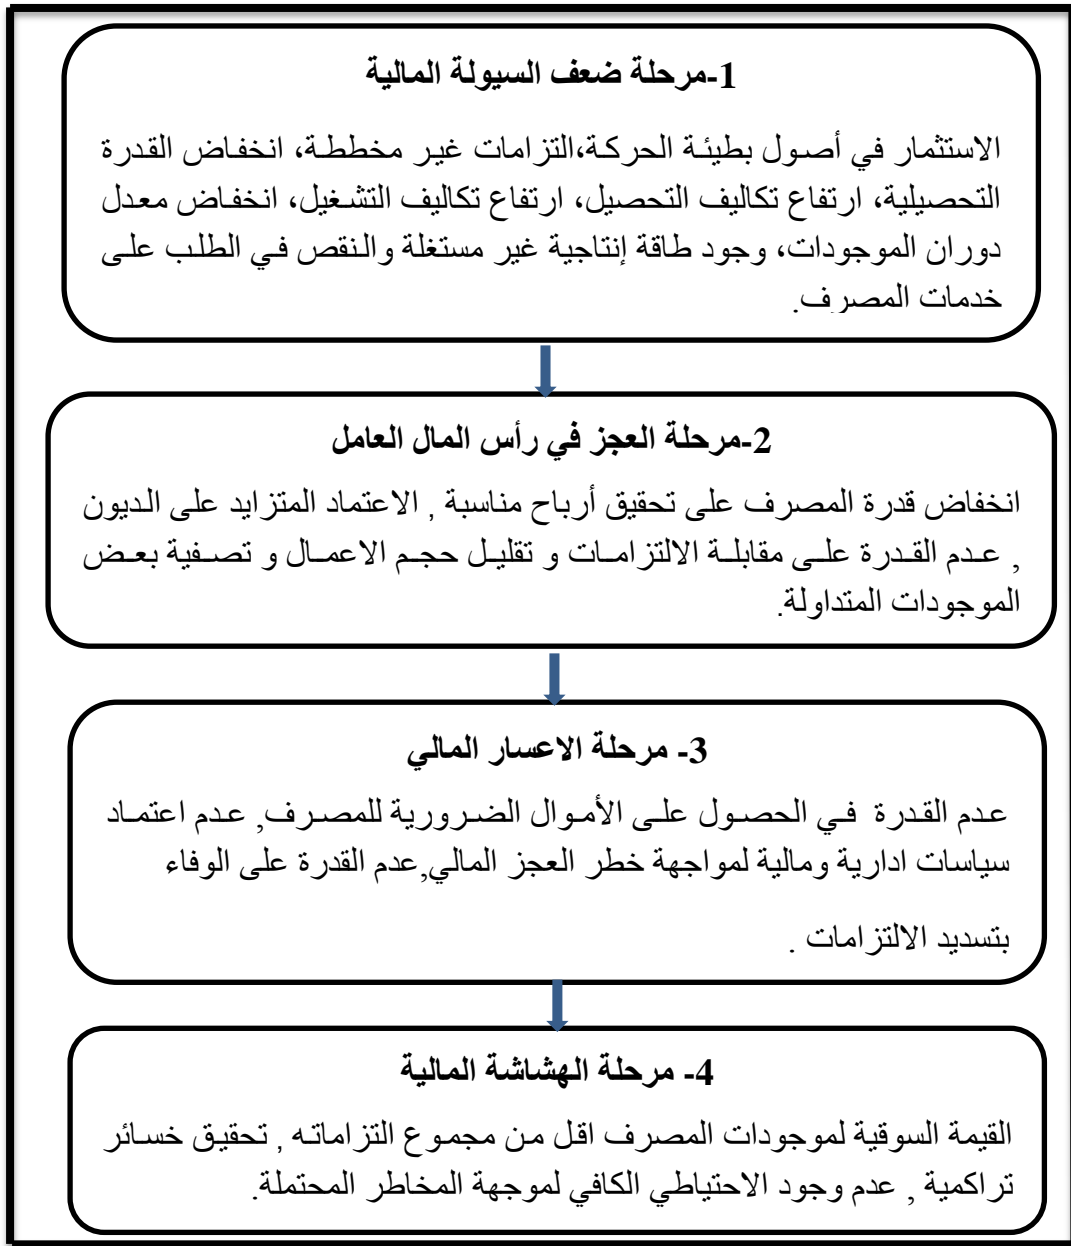 1-مرحلة ضعف السيولة المالية
الاستثمار في أصول بطيئة الحركة،التزامات غير مخططة، انخفاض القدرة
التحصيلية، ارتفاع تكاليف التحصيل، ارتفاع تكاليف التشغيل، انخفاض معدل
دوران الموجودات، وجود طاقة إنتاجية غير مستغلة والنقص في الطلب على
خدمات المصرف.
2-مرحلة العجز في رأس المال العامل
انخفاض قدرة المصرف على تحقيق أرباح مناسبة , الاعتماد المتزايد على الديون
, عدم القدرة على مقابلة الالتزامات و تقليل حجم الاعمال و تصفية بعض
الموجودات المتداولة.
3- مرحلة الاعسار المالي
عدم القدرة في الحصول على الأموال الضرورية للمصرف, عدم اعتماد
سياسات ادارية ومالية لمواجهة خطر العجز المالي,عدم القدرة على الوفاء
بتسديد الالتزامات .
4- مرحلة الهشاشة المالية
القيمة السوقية لموجودات المصرف اقل من مجموع التزاماته , تحقيق خسائر
تراكمية , عدم وجود الاحتياطي الكافي لموجهة المخاطر المحتملة.